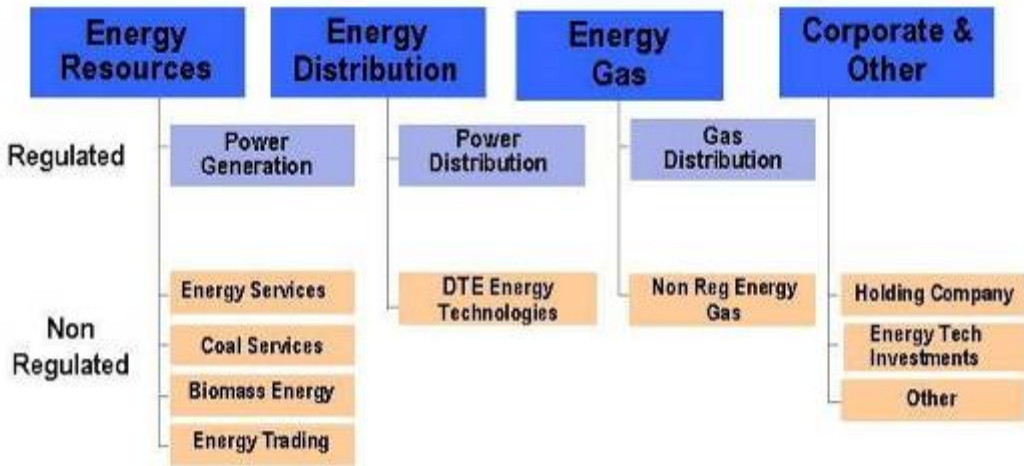 Energy
Resources
Energy
Distribution
Energy
Gas
Corporate &
Other
Regulated
Power
Generation
Power
Distribution
Gas
Distribution
Non
Regulated
Energy Services
Coal Services
Biomass Energy
Energy Trading
DTE Energy
Technologies
Non Reg Energy
Gas
Holding Company
Energy Tech
Investments
Other